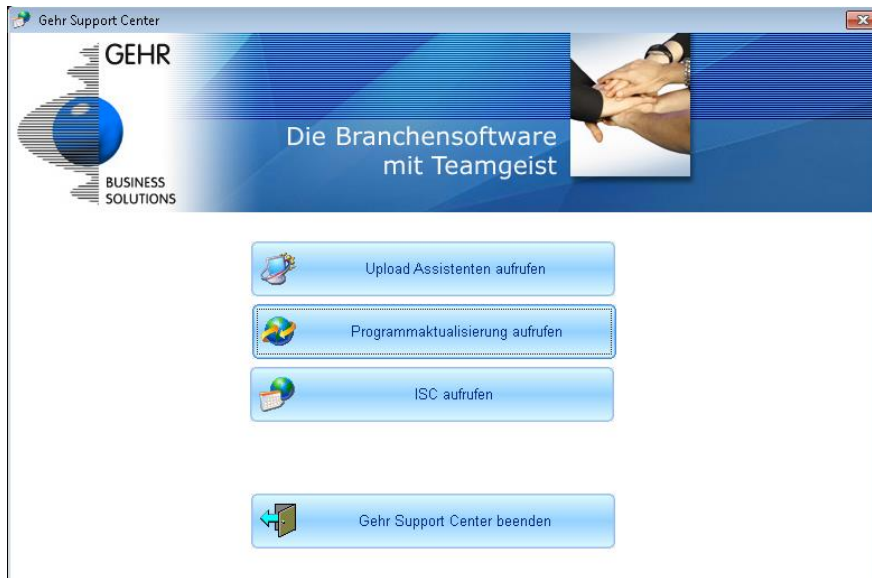 Gehr Support Center
GEHR
BUSINESS
SOLUTIONS
Die Branchensoftware
mit Teamgeist
Upload Assistenten aufrufen
Programmaktualisierung aufrufen
ISC aufrufen
Gehr Support Center beenden